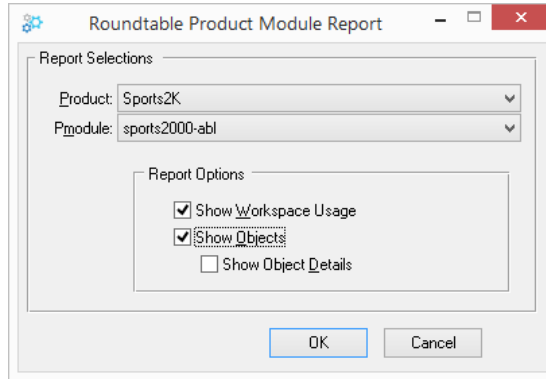 Roundtable Product Module Report
Report Selections
Product: Sports2K
Pmodule: sports2000-abl
Report Options
Show Workspace Usage
Show Objects
Show Object Details
OK Cancel